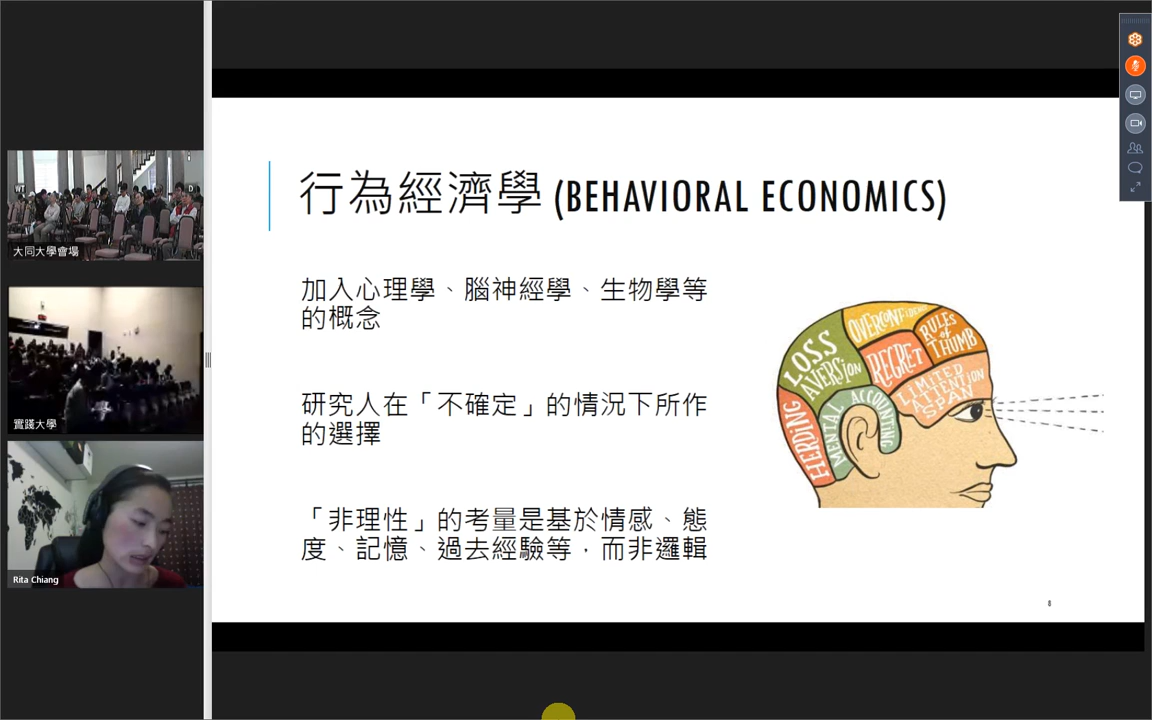 WT
D
大同大學會場
實踐大學
Rita Chiang
行為經濟學 (BEHAVIORAL ECONOMICS)
加入心理學、腦神經學、生物學等
的概念
研究人在「不確定」的情況下所作
的選擇
「非理性」的考量是基於情感、態
度、記憶、過去經驗等，而非邏輯
LOSS
AVERSION
OVERCONFIDENCE
RULES
of
THUMB
REGRET
LIMITED
ATTENTION
SPAN
HERDING
MENTAL ACCOUNTING
8